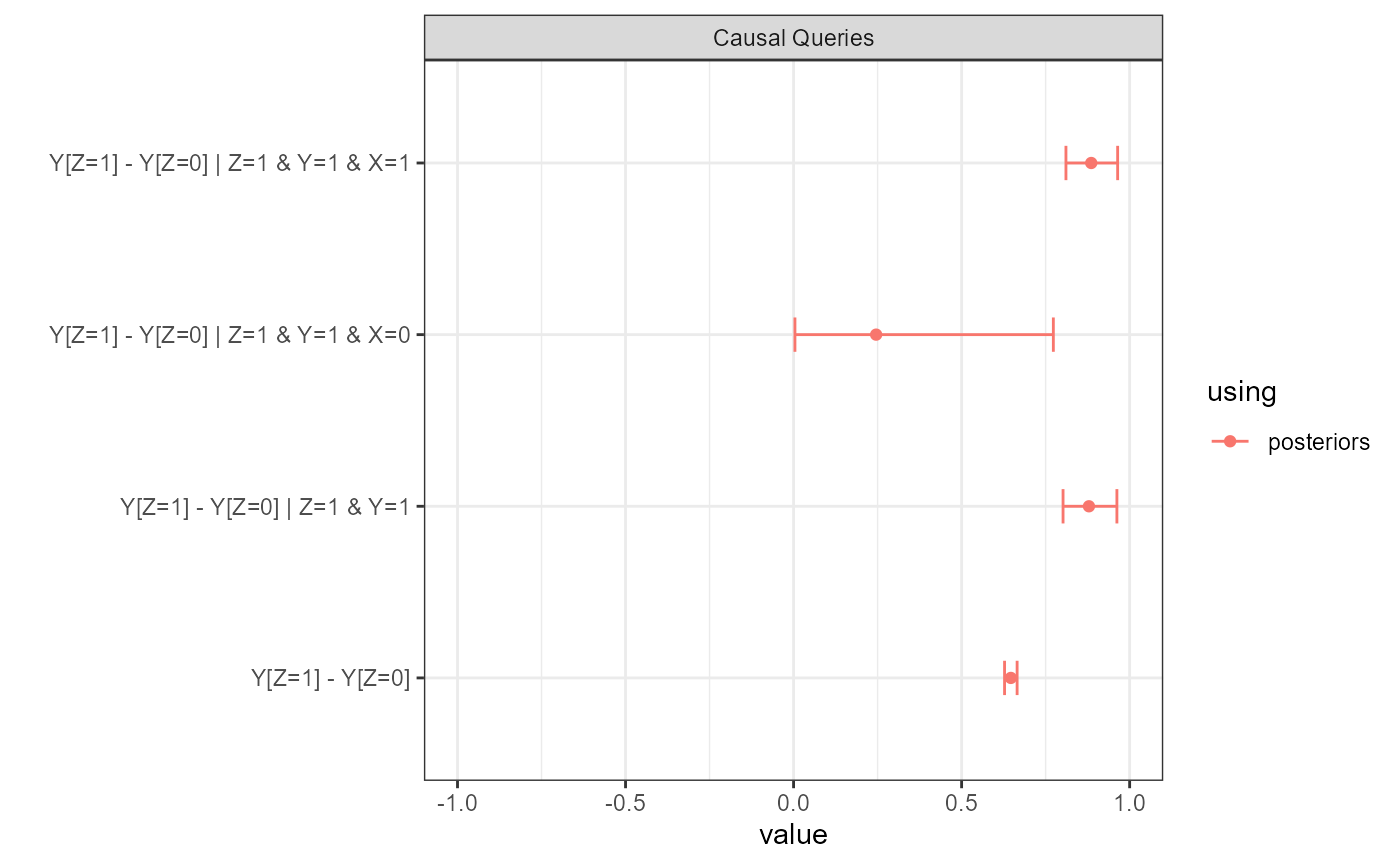 Causal Queries
Y[Z=1] - Y[Z=0] | Z=1 & Y=1 & X=1
Y[Z=1] - Y[Z=0] | Z=1 & Y=1 & X=0
Y[Z=1] - Y[Z=0] | Z=1 & Y=1
Y[Z=1] - Y[Z=0]
-1.0 -0.5 0.0 0.5 1.0
value
using
posteriors